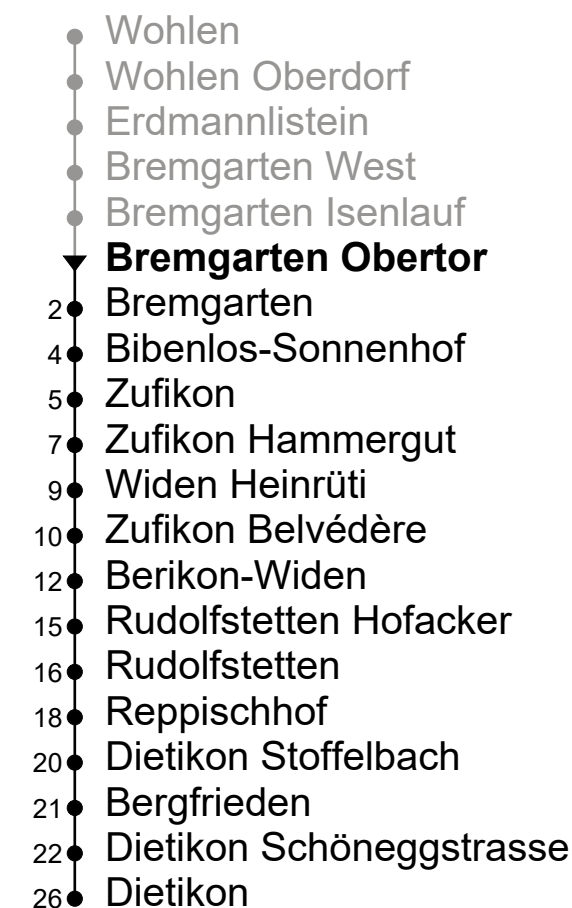 Wohlen
Wohlen Oberdorf
Erdmannlistein
Bremgarten West
Bremgarten Isenlauf
Bremgarten Obertor
2 Bremgarten
4 Bibenlos-Sonnenhof
5 Zufikon
7 Zufikon Hammergut
9 Widen Heinrüti
10 Zufikon Belvédère
12 Berikon-Widen
15 Rudolfstetten Hofacker
16 Rudolfstetten
18 Reppischhof
20 Dietikon Stoffelbach
21 Bergfrieden
22 Dietikon Schöneggstrasse
26 Dietikon